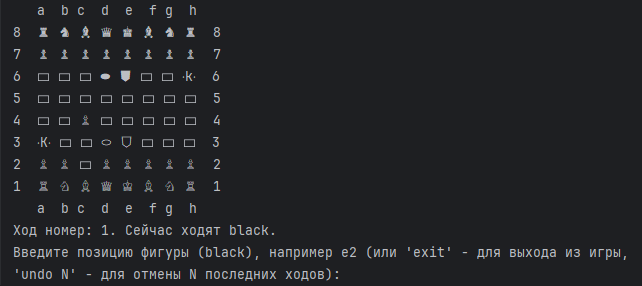 a b c d e f g h
8 ♜ ♞ ♝ ♛ ♚ ♝ ♞ ♜ 8
7 ♟ ♟ ♟ ♟ ♟ ♟ ♟ ♟ 7
6 □ □ □ ⬬ ⛊ □ □ ·k· 6
5 □ □ □ □ □ □ □ □ 5
4 □ □ ♙ □ □ □ □ □ 4
3 ·K· □ □ ⬭ ⛉ □ □ □ 3
2 ♙ ♙ □ ♙ ♙ ♙ ♙ ♙ 2
1 ♖ ♘ ♗ ♕ ♔ ♗ ♘ ♖ 1
a b c d e f g h
Ход номер: 1. Сейчас ходят black.
Введите позицию фигуры (black), например e2 (или 'exit' - для выхода из игры,
'undo N' - для отмены N последних ходов):